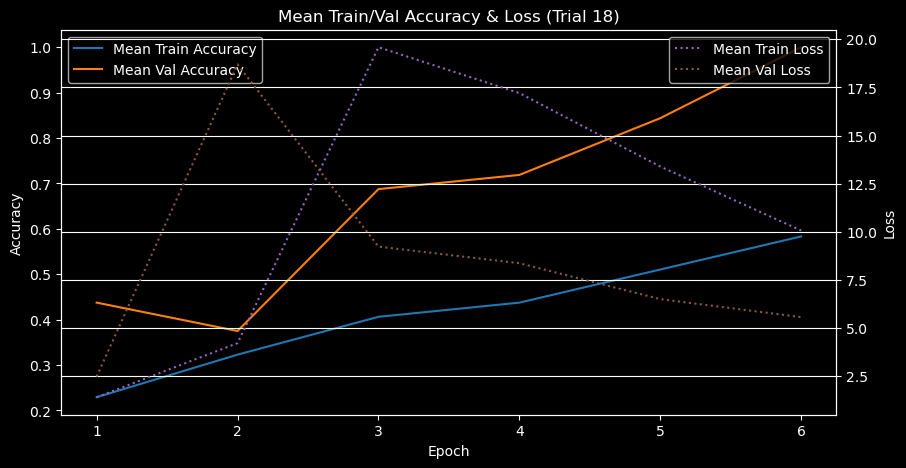 Mean Train/Val Accuracy & Loss (Trial 18)
Mean Train Accuracy
Mean Val Accuracy
Mean Train Loss
Mean Val Loss
1.0
0.9
0.8
0.7
0.6
0.5
0.4
0.3
0.2
Accuracy
20.0
17.5
15.0
12.5
10.0
7.5
5.0
2.5
Loss
1 2 3 4 5 6
Epoch